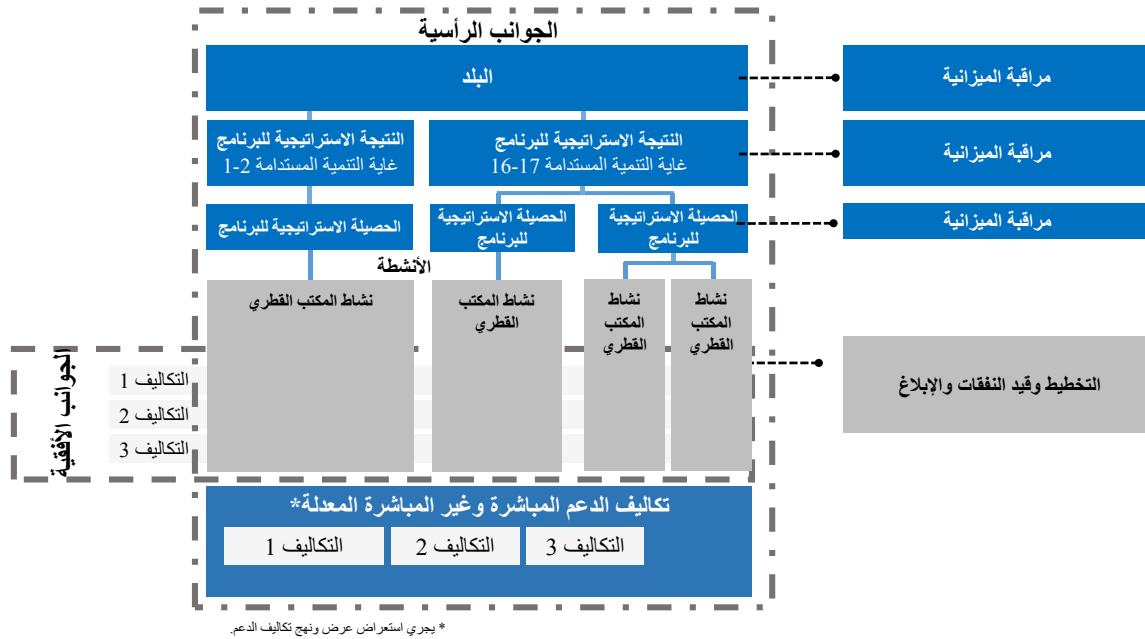 الجوانب الرأسية
البلد
مراقبة الميزانية
النتيجة الاستراتيجية للبرنامج
غاية التنمية المستدامة 17-16
النتيجة الاستراتيجية للبرنامج
غاية التنمية المستدامة 2-1
مراقبة الميزانية
الحصيلة الاستراتيجية
للبرنامج
الحصيلة الاستراتيجية
للبرنامج
الحصيلة الاستراتيجية للبرنامج
مراقبة الميزانية
الأنشطة
نشاط
المكتب
القطري
نشاط
المكتب
القطري
نشاط المكتب
القطري
نشاط المكتب القطري
التخطيط وقيد النفقات والإبلاغ
الجوانب الأفقية
التكاليف 1
التكاليف 2
التكاليف 3
تكاليف الدعم المباشرة وغير المباشرة المعدلة*
التكاليف 3
التكاليف 2
التكاليف 1
* يجري استعراض عرض ونهج تكاليف الدعم.